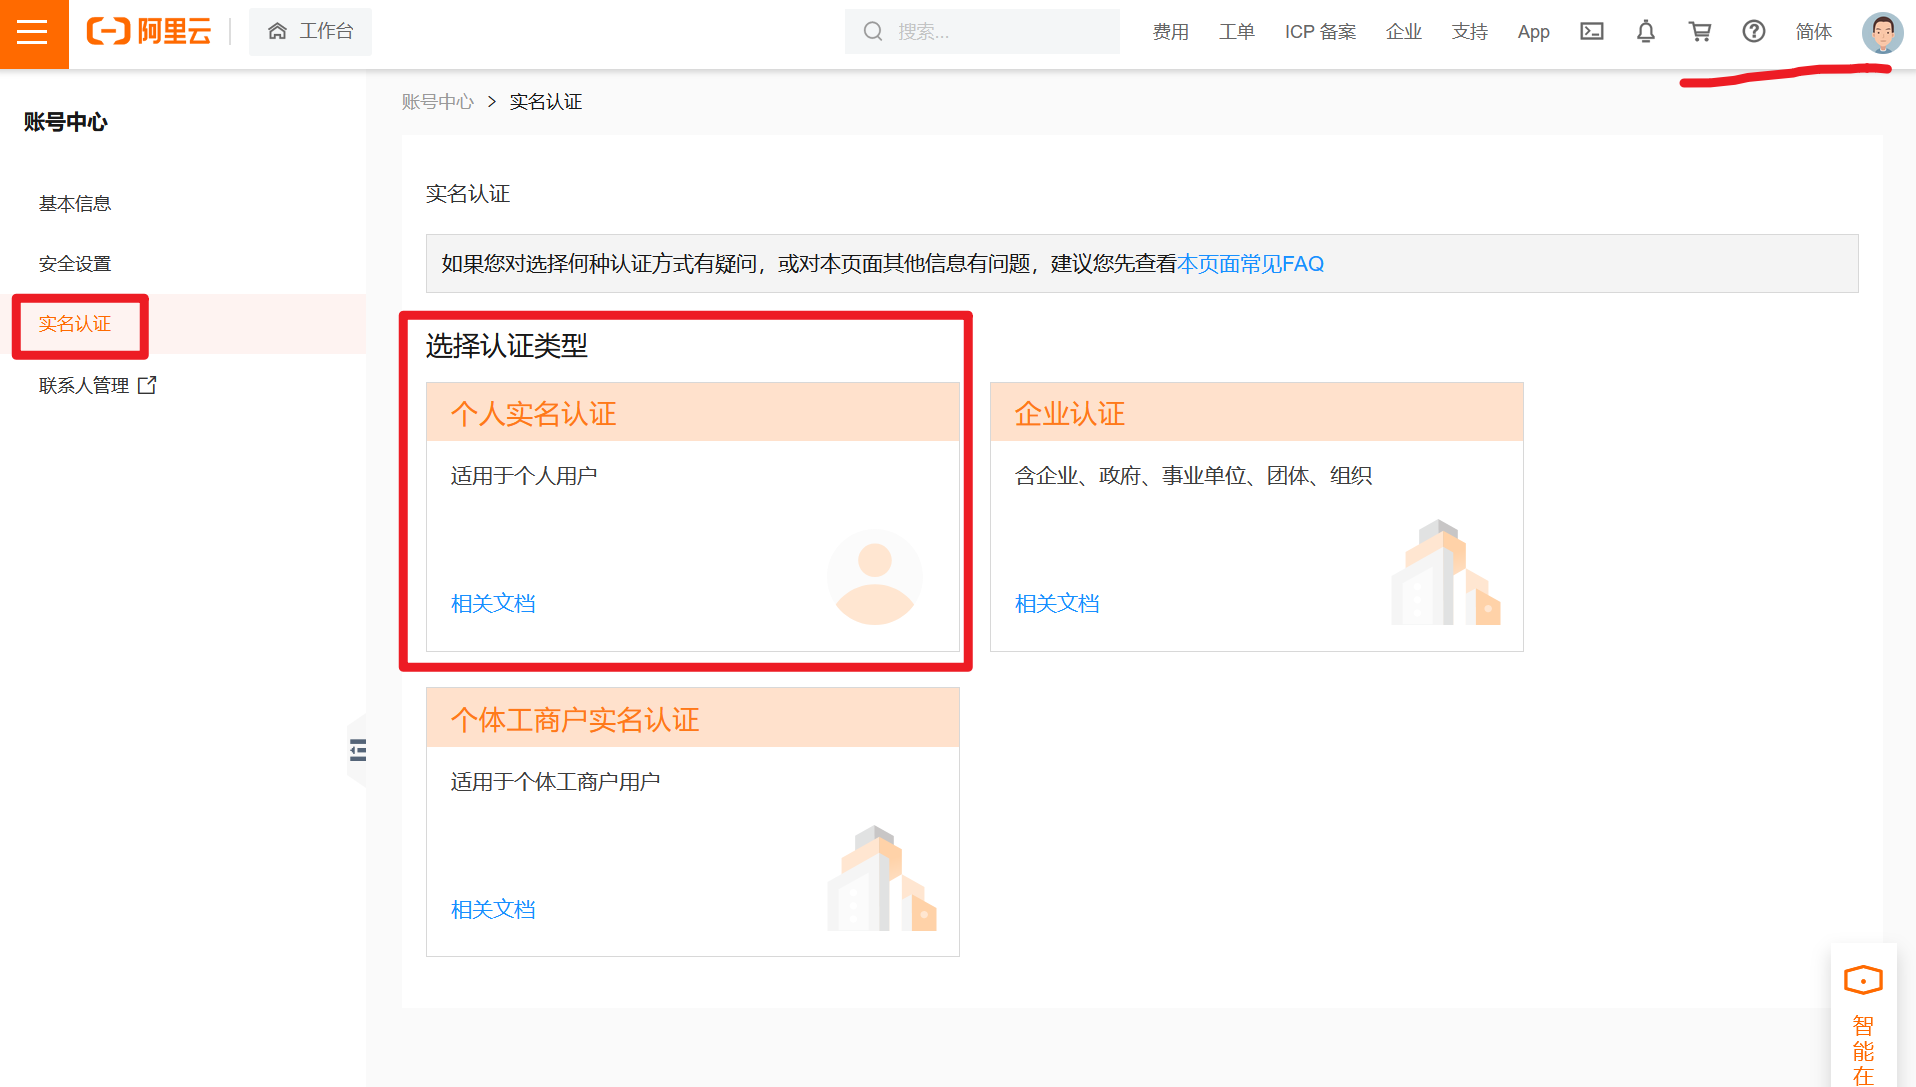 阿里云
工作台
搜索...
费用
工单
ICP 备案
企业
支持
App
简体
账号中心
基本信息
安全设置
实名认证
联系人管理
账号中心 > 实名认证
实名认证
如果您对选择何种认证方式有疑问，或对本页面其他信息有问题，建议您先查看本页面常见FAQ
选择认证类型
个人实名认证
适用于个人用户
相关文档
企业认证
含企业、政府、事业单位、团体、组织
相关文档
个体工商户实名认证
适用于个体工商户用户
相关文档
智
能
在